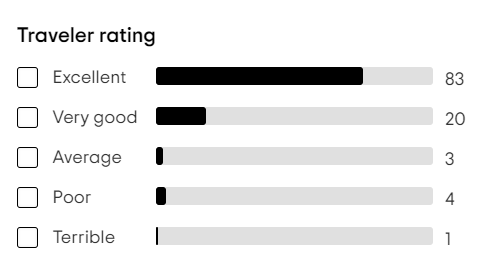 Traveler rating
Excellent 83
Very good 20
Average 3
Poor 4
Terrible 1